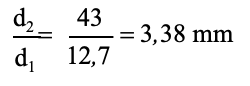 d₂/d₁ = 43/12,7 = 3,38 mm